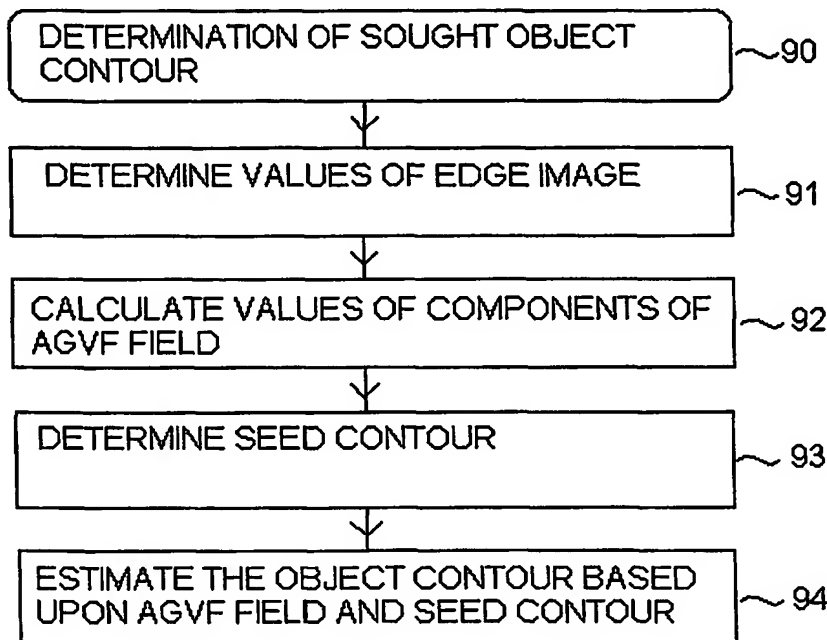 DETERMINATION OF SOUGHT OBJECT
CONTOUR
90
DETERMINE VALUES OF EDGE IMAGE
91
CALCULATE VALUES OF COMPONENTS OF
AGVF FIELD
92
DETERMINE SEED CONTOUR
93
ESTIMATE THE OBJECT CONTOUR BASED
UPON AGVF FIELD AND SEED CONTOUR
94